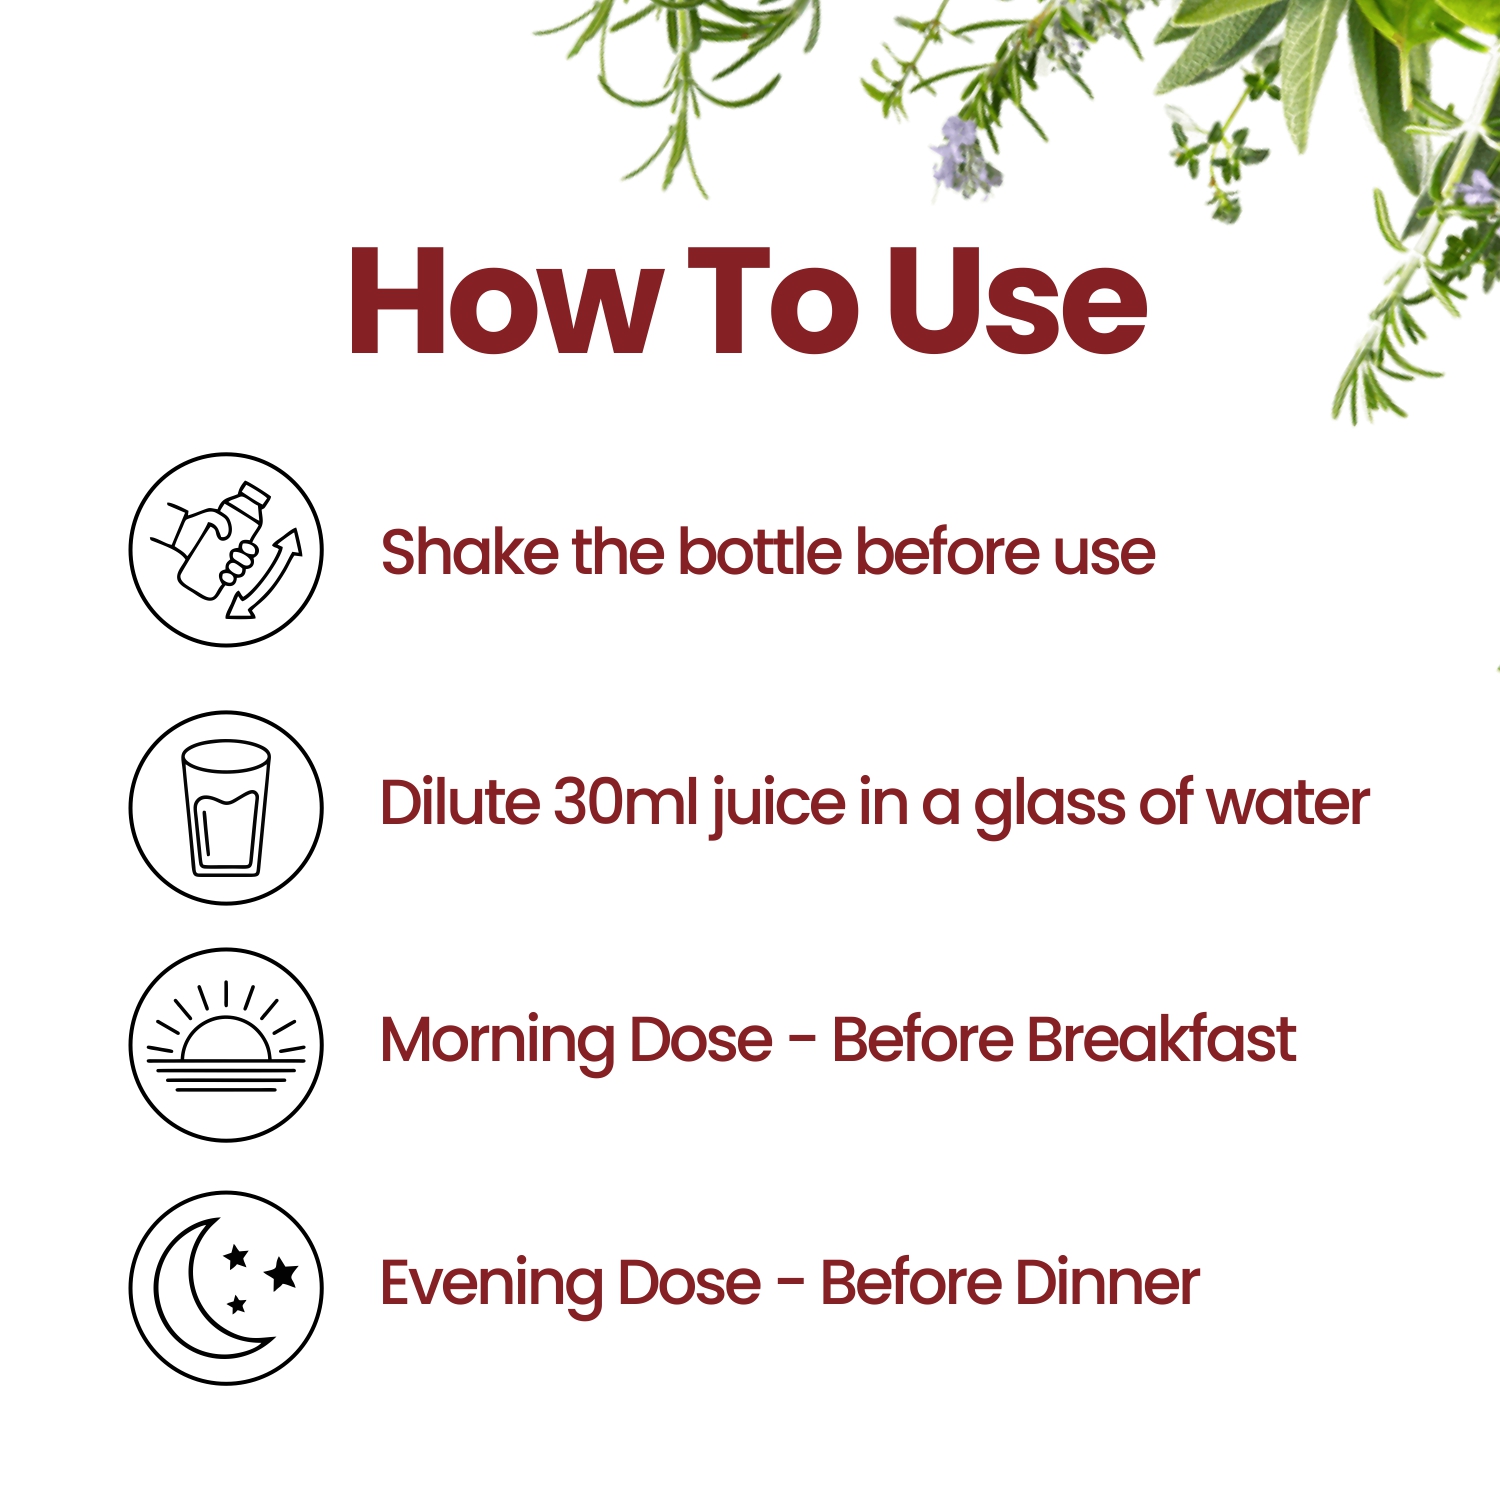 How To Use
Shake the bottle before use
Dilute 30ml juice in a glass of water
Morning Dose - Before Breakfast
Evening Dose - Before Dinner